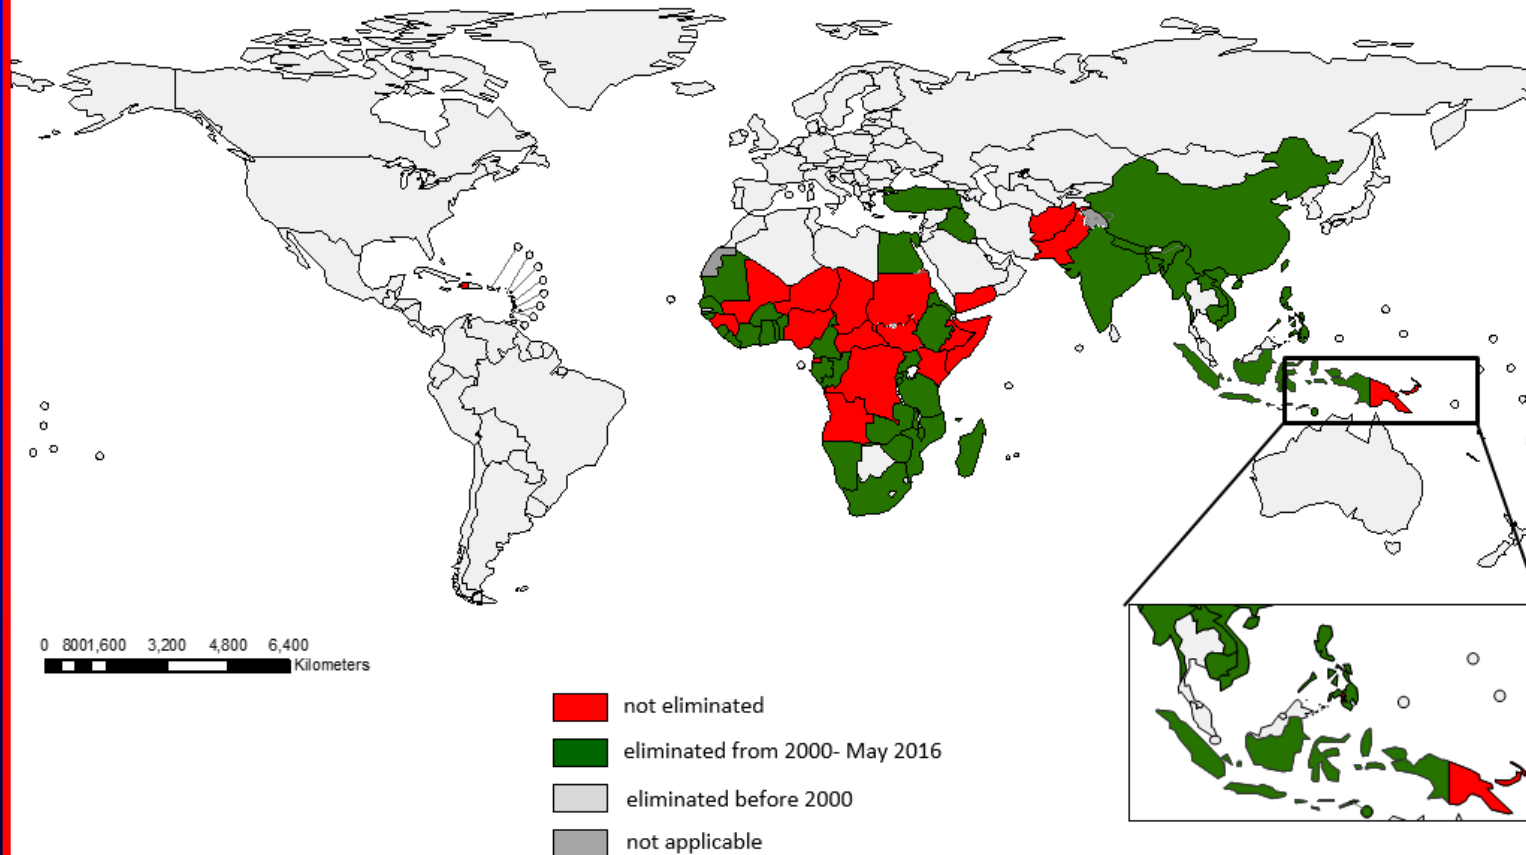 0 8001,600 3,200 4,800 6,400
Kilometers
not eliminated
eliminated from 2000- May 2016
eliminated before 2000
not applicable